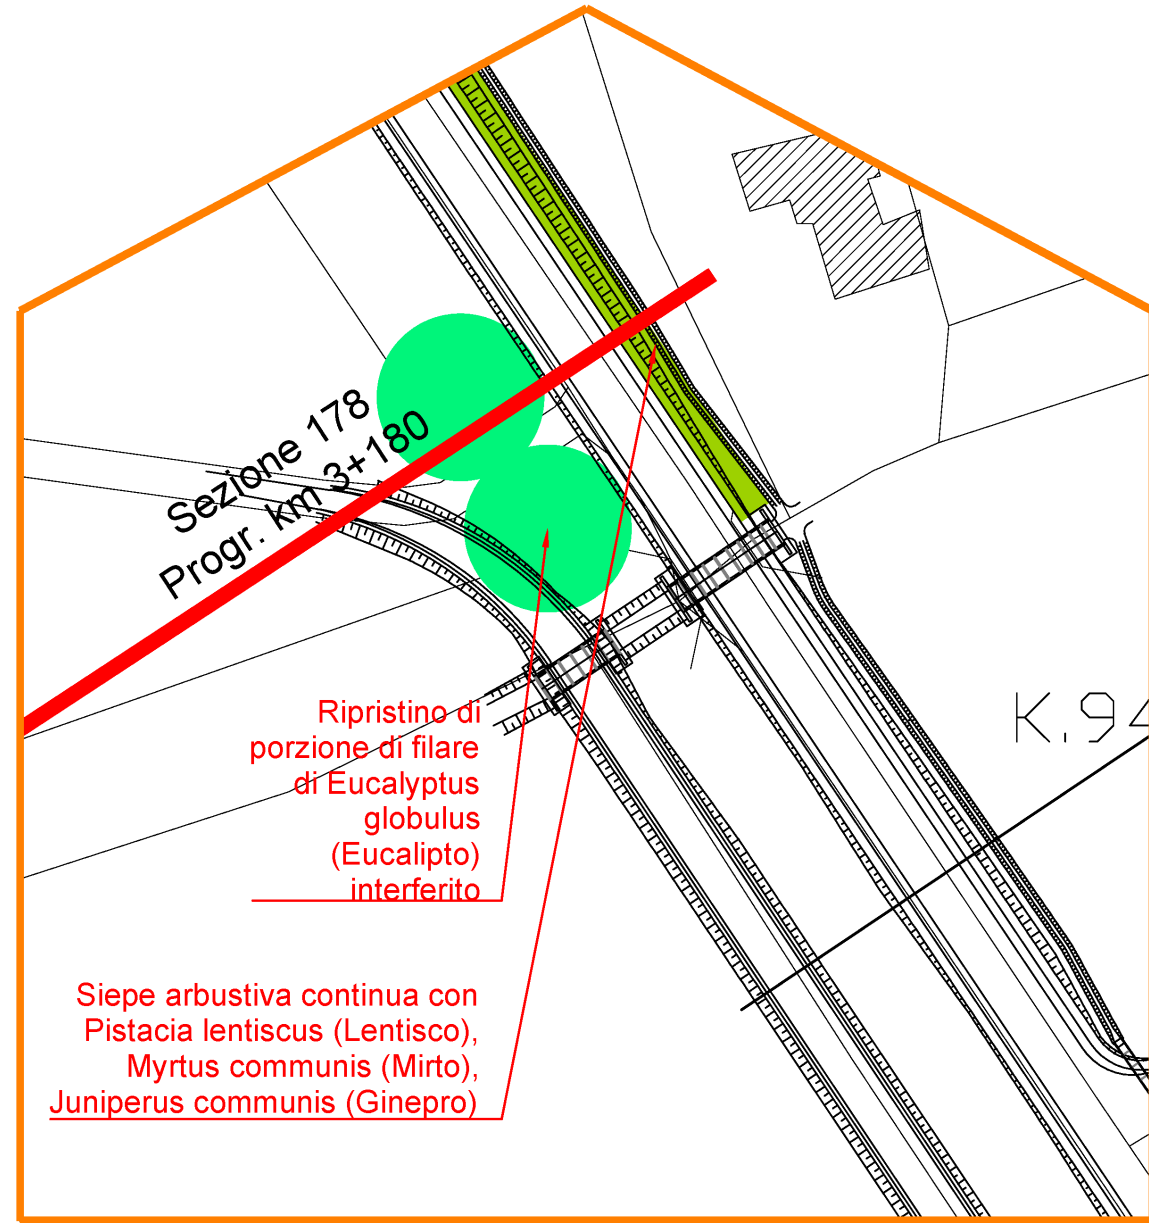 Sezione 178
Progr. km 3+180
K.94
Ripristino di
porzione di filare
di Eucalyptus
globulus
(Eucalipto)
interferito
Siepe arbustiva continua con
Pistacia lentiscus (Lentisco),
Myrtus communis (Mirto),
Juniperus communis (Ginepro)